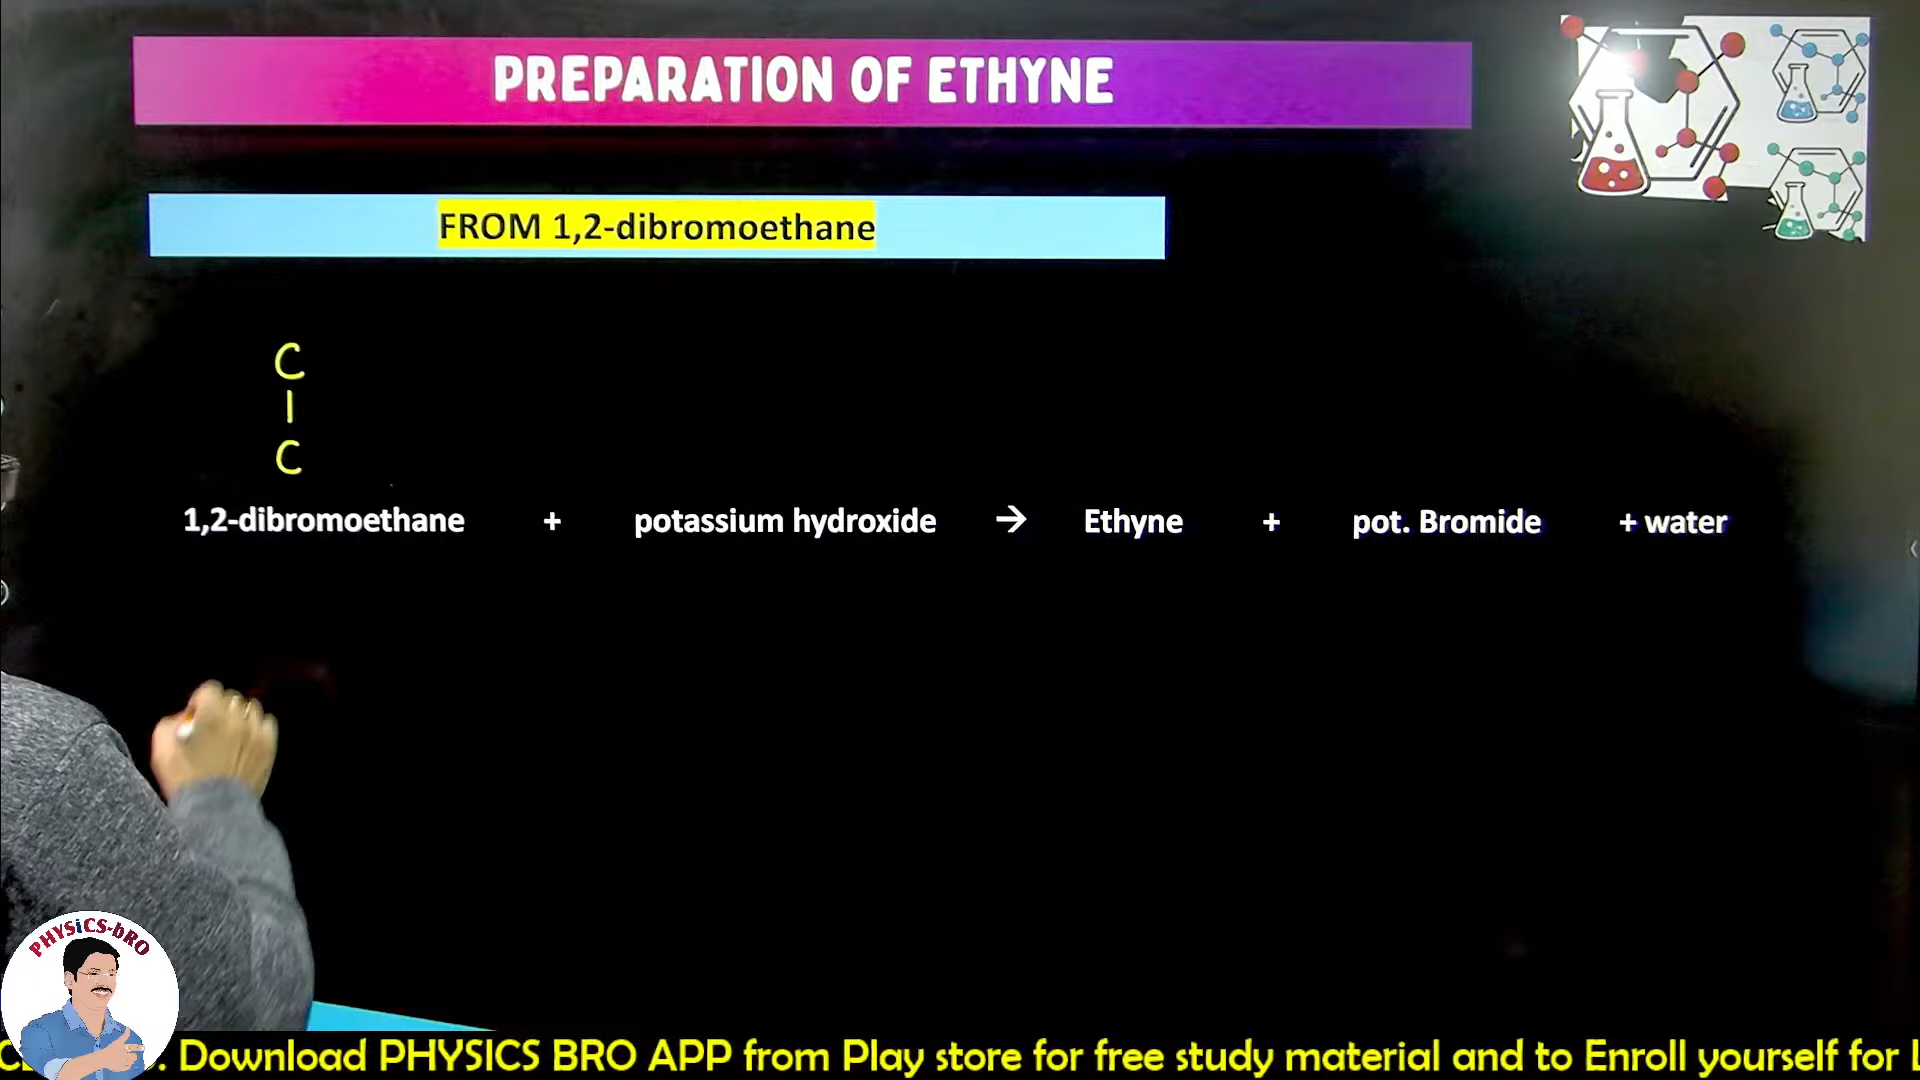 PREPARATION OF ETHYNE
FROM 1,2-dibromoethane
C
|
C
1,2-dibromoethane + potassium hydroxide → Ethyne + pot. Bromide + water
PHYSiCS-bRO
. Download PHYSICS BRO APP from Play store for free study material and to Enroll yourself for